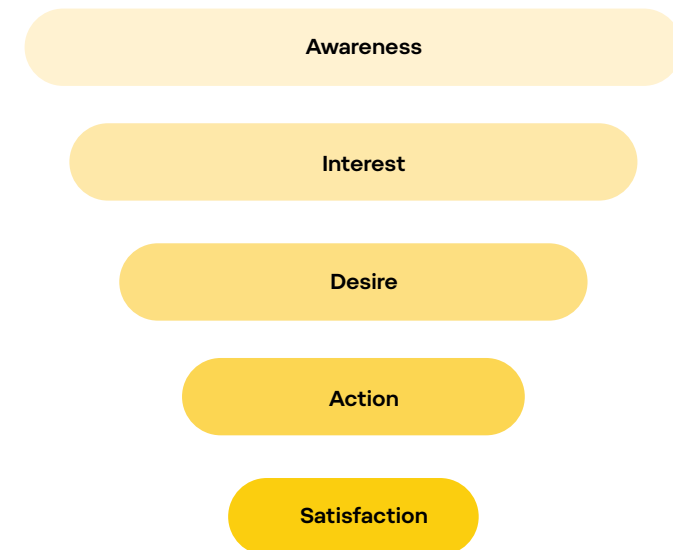 Awareness
Interest
Desire
Action
Satisfaction